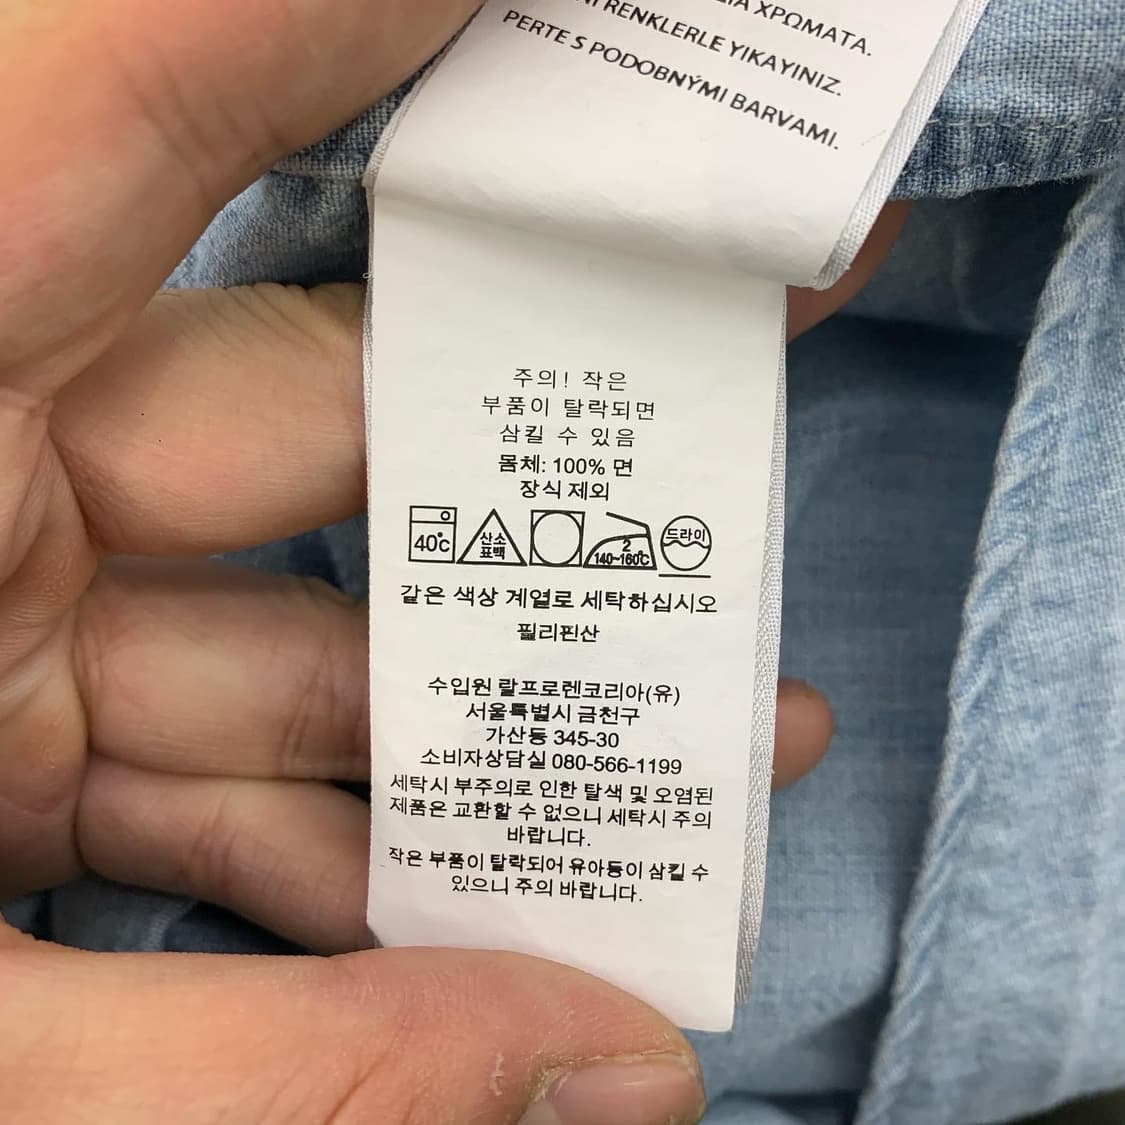 ΧΡΩΜΑΤΑ.
RENKLERLE YIKAYINIZ.
PERTE S PODOBNÝMI BARVAMI.
주의! 작은
부품이 탈락되면
삼킬 수 있음
몸체: 100% 면
장식 제외
40℃ 산소 2 드라이
표백 140~160℃
같은 색상 계열로 세탁하십시오
필리핀산
수입원 랄프로렌코리아(유)
서울특별시 금천구
가산동 345-30
소비자상담실 080-566-1199
세탁시 부주의로 인한 탈색 및 오염된
제품은 교환할 수 없으니 세탁시 주의
바랍니다.
작은 부품이 탈락되어 유아등이 삼킬 수
있으니 주의 바랍니다.